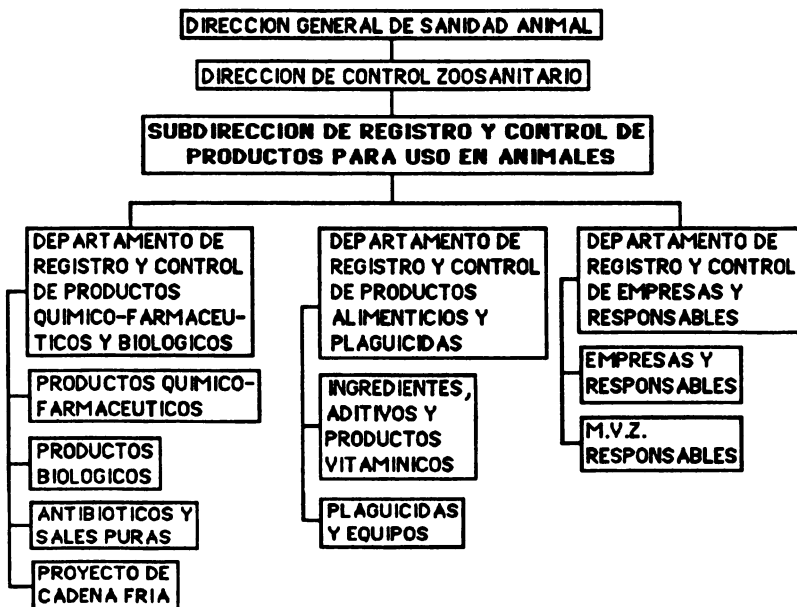 DIRECCION GENERAL DE SANIDAD ANIMAL
DIRECCION DE CONTROL ZOOSANITARIO
SUBDIRECCION DE REGISTRO Y CONTROL DE
PRODUCTOS PARA USO EN ANIMALES
DEPARTAMENTO DE
REGISTRO Y CONTROL
DE PRODUCTOS
QUIMICO-FARMACEU-
TICOS Y BIOLOGICOS
PRODUCTOS QUIMICO-
FARMACEUTICOS
PRODUCTOS
BIOLOGICOS
ANTIBIOTICOS Y
SALES PURAS
PROYECTO DE
CADENA FRIA
DEPARTAMENTO DE
REGISTRO Y CONTROL
DE PRODUCTOS
ALIMENTICIOS Y
PLAGUICIDAS
INGREDIENTES,
ADITIVOS Y
PRODUCTOS
VITAMINICOS
PLAGUICIDAS
Y EQUIPOS
DEPARTAMENTO DE
REGISTRO Y CONTROL
DE EMPRESAS Y
RESPONSABLES
EMPRESAS Y
RESPONSABLES
M.V.Z.
RESPONSABLES